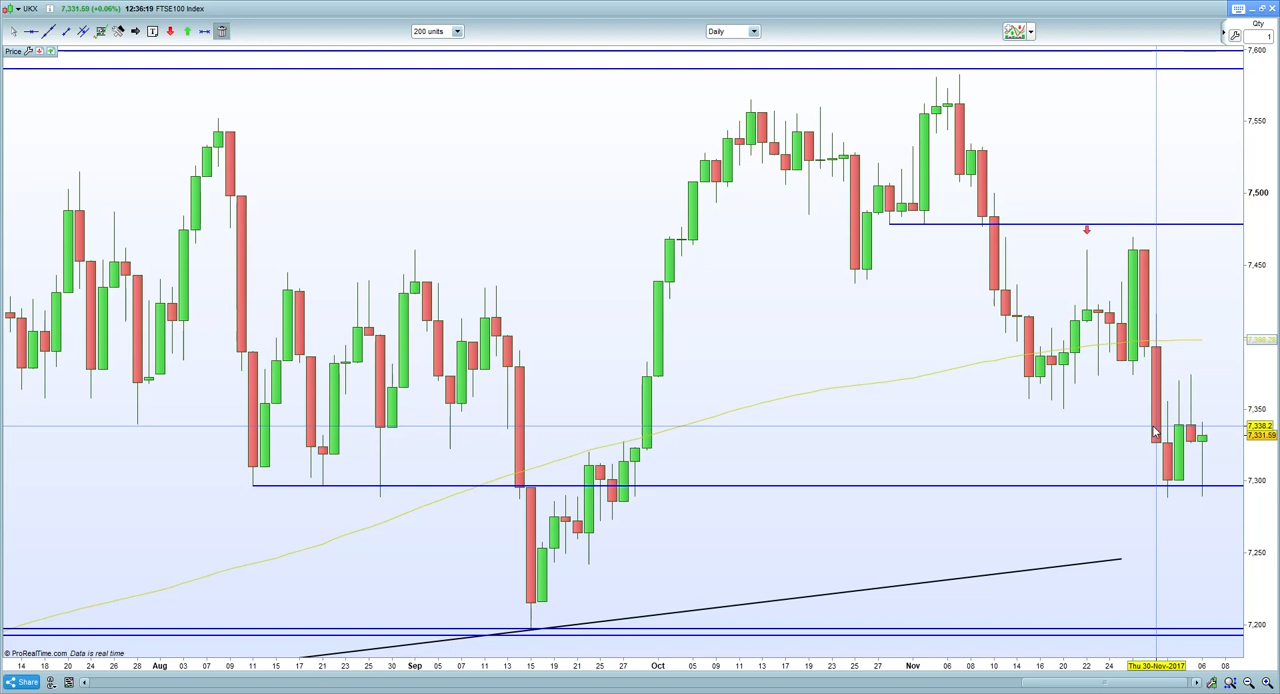 UKX 7,331.59 (+0.06%) 12:36:19 FTSE100 Index
200 units Daily Qty
1
Price
7,600
7,550
7,500
7,450
7,398.28
7,350
7,338.2
7,331.59
7,300
7,250
7,200
© ProRealTime.com Data is real time
14 18 20 24 26 28 Aug 03 07 09 11 15 17 21 23 25 30 Sep 05 07 11 13 15 19 21 25 27 Oct 05 09 11 13 17 19 23 25 27 Nov 02 06 08 10 14 16 20 22 24 Thu 30-Nov-2017 06 08
Share